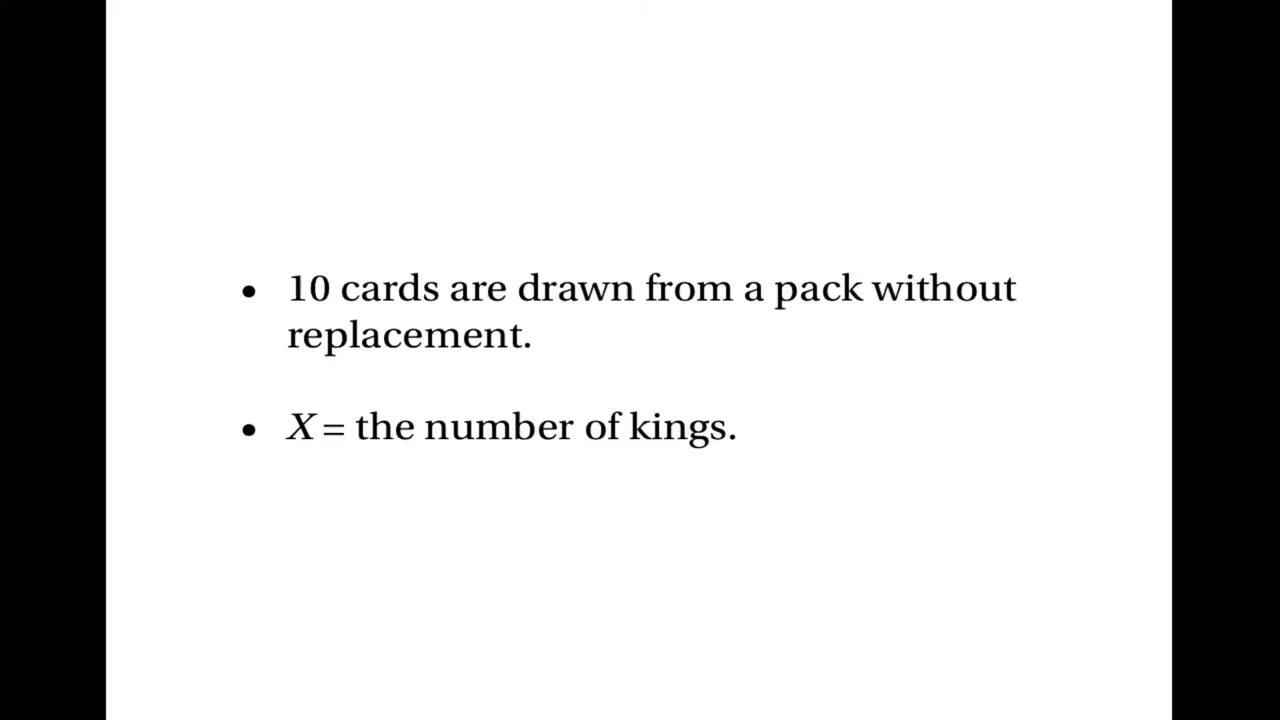 • 10 cards are drawn from a pack without
replacement.
• X = the number of kings.